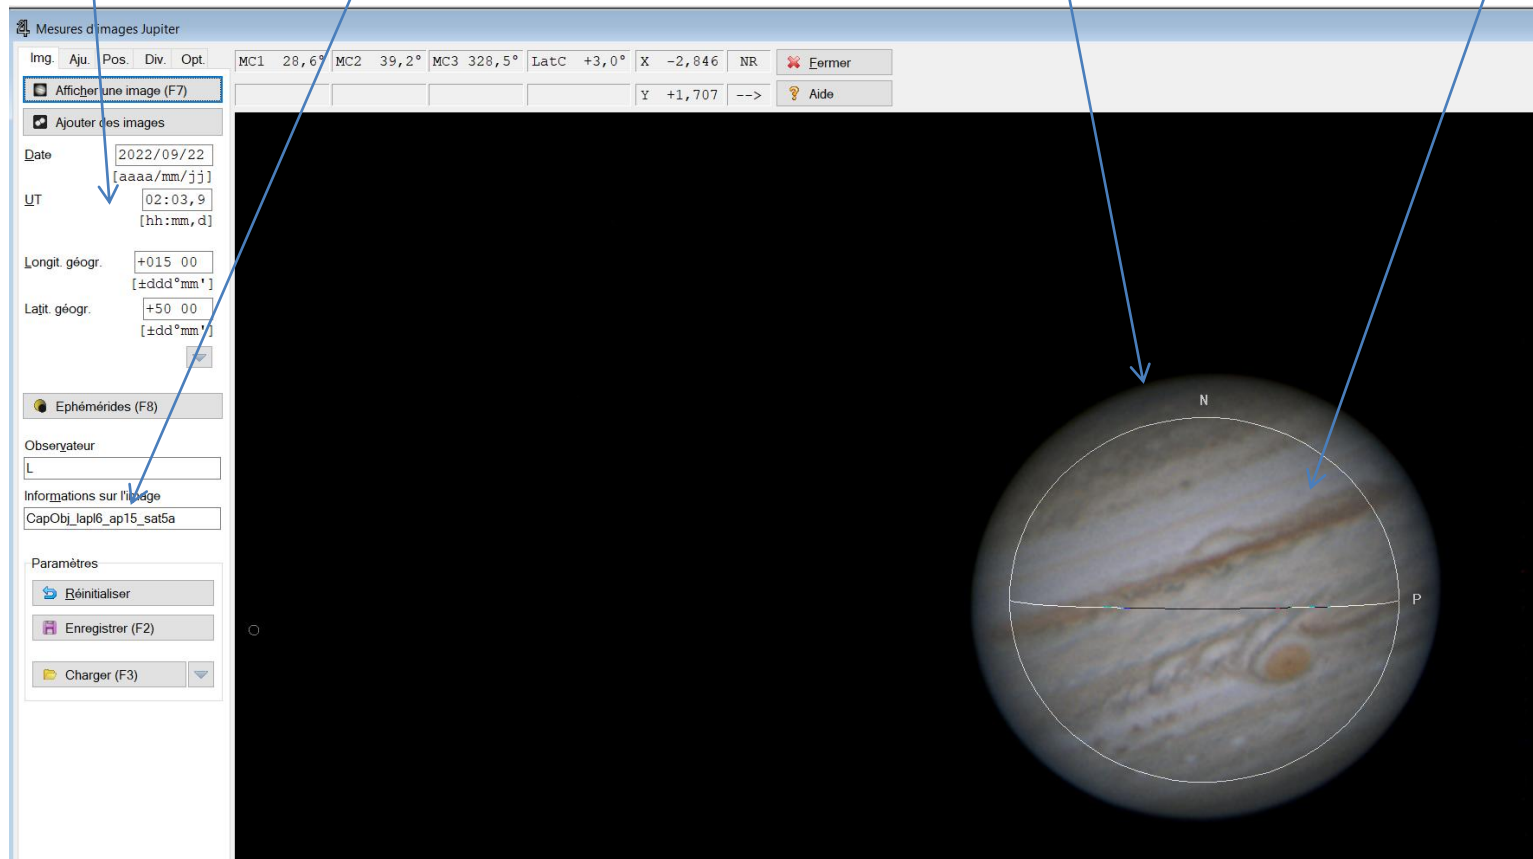 Mesures d'images Jupiter
Img. Aju. Pos. Div. Opt.
MC1 28,6° MC2 39,2° MC3 328,5° LatC +3,0° X -2,846 NR Fermer
Y +1,707 --> Aide
Afficher une image (F7)
Ajouter des images
Date 2022/09/22
[aaaa/mm/jj]
UT 02:03,9
[hh:mm,d]
Longit. géogr. +015 00
[±ddd°mm']
Latit. géogr. +50 00
[±dd°mm']
Ephémérides (F8)
Observateur
L
Informations sur l'image
CapObj_lapl6_ap15_sat5a
Paramètres
Réinitialiser
Enregistrer (F2)
Charger (F3)
N
P